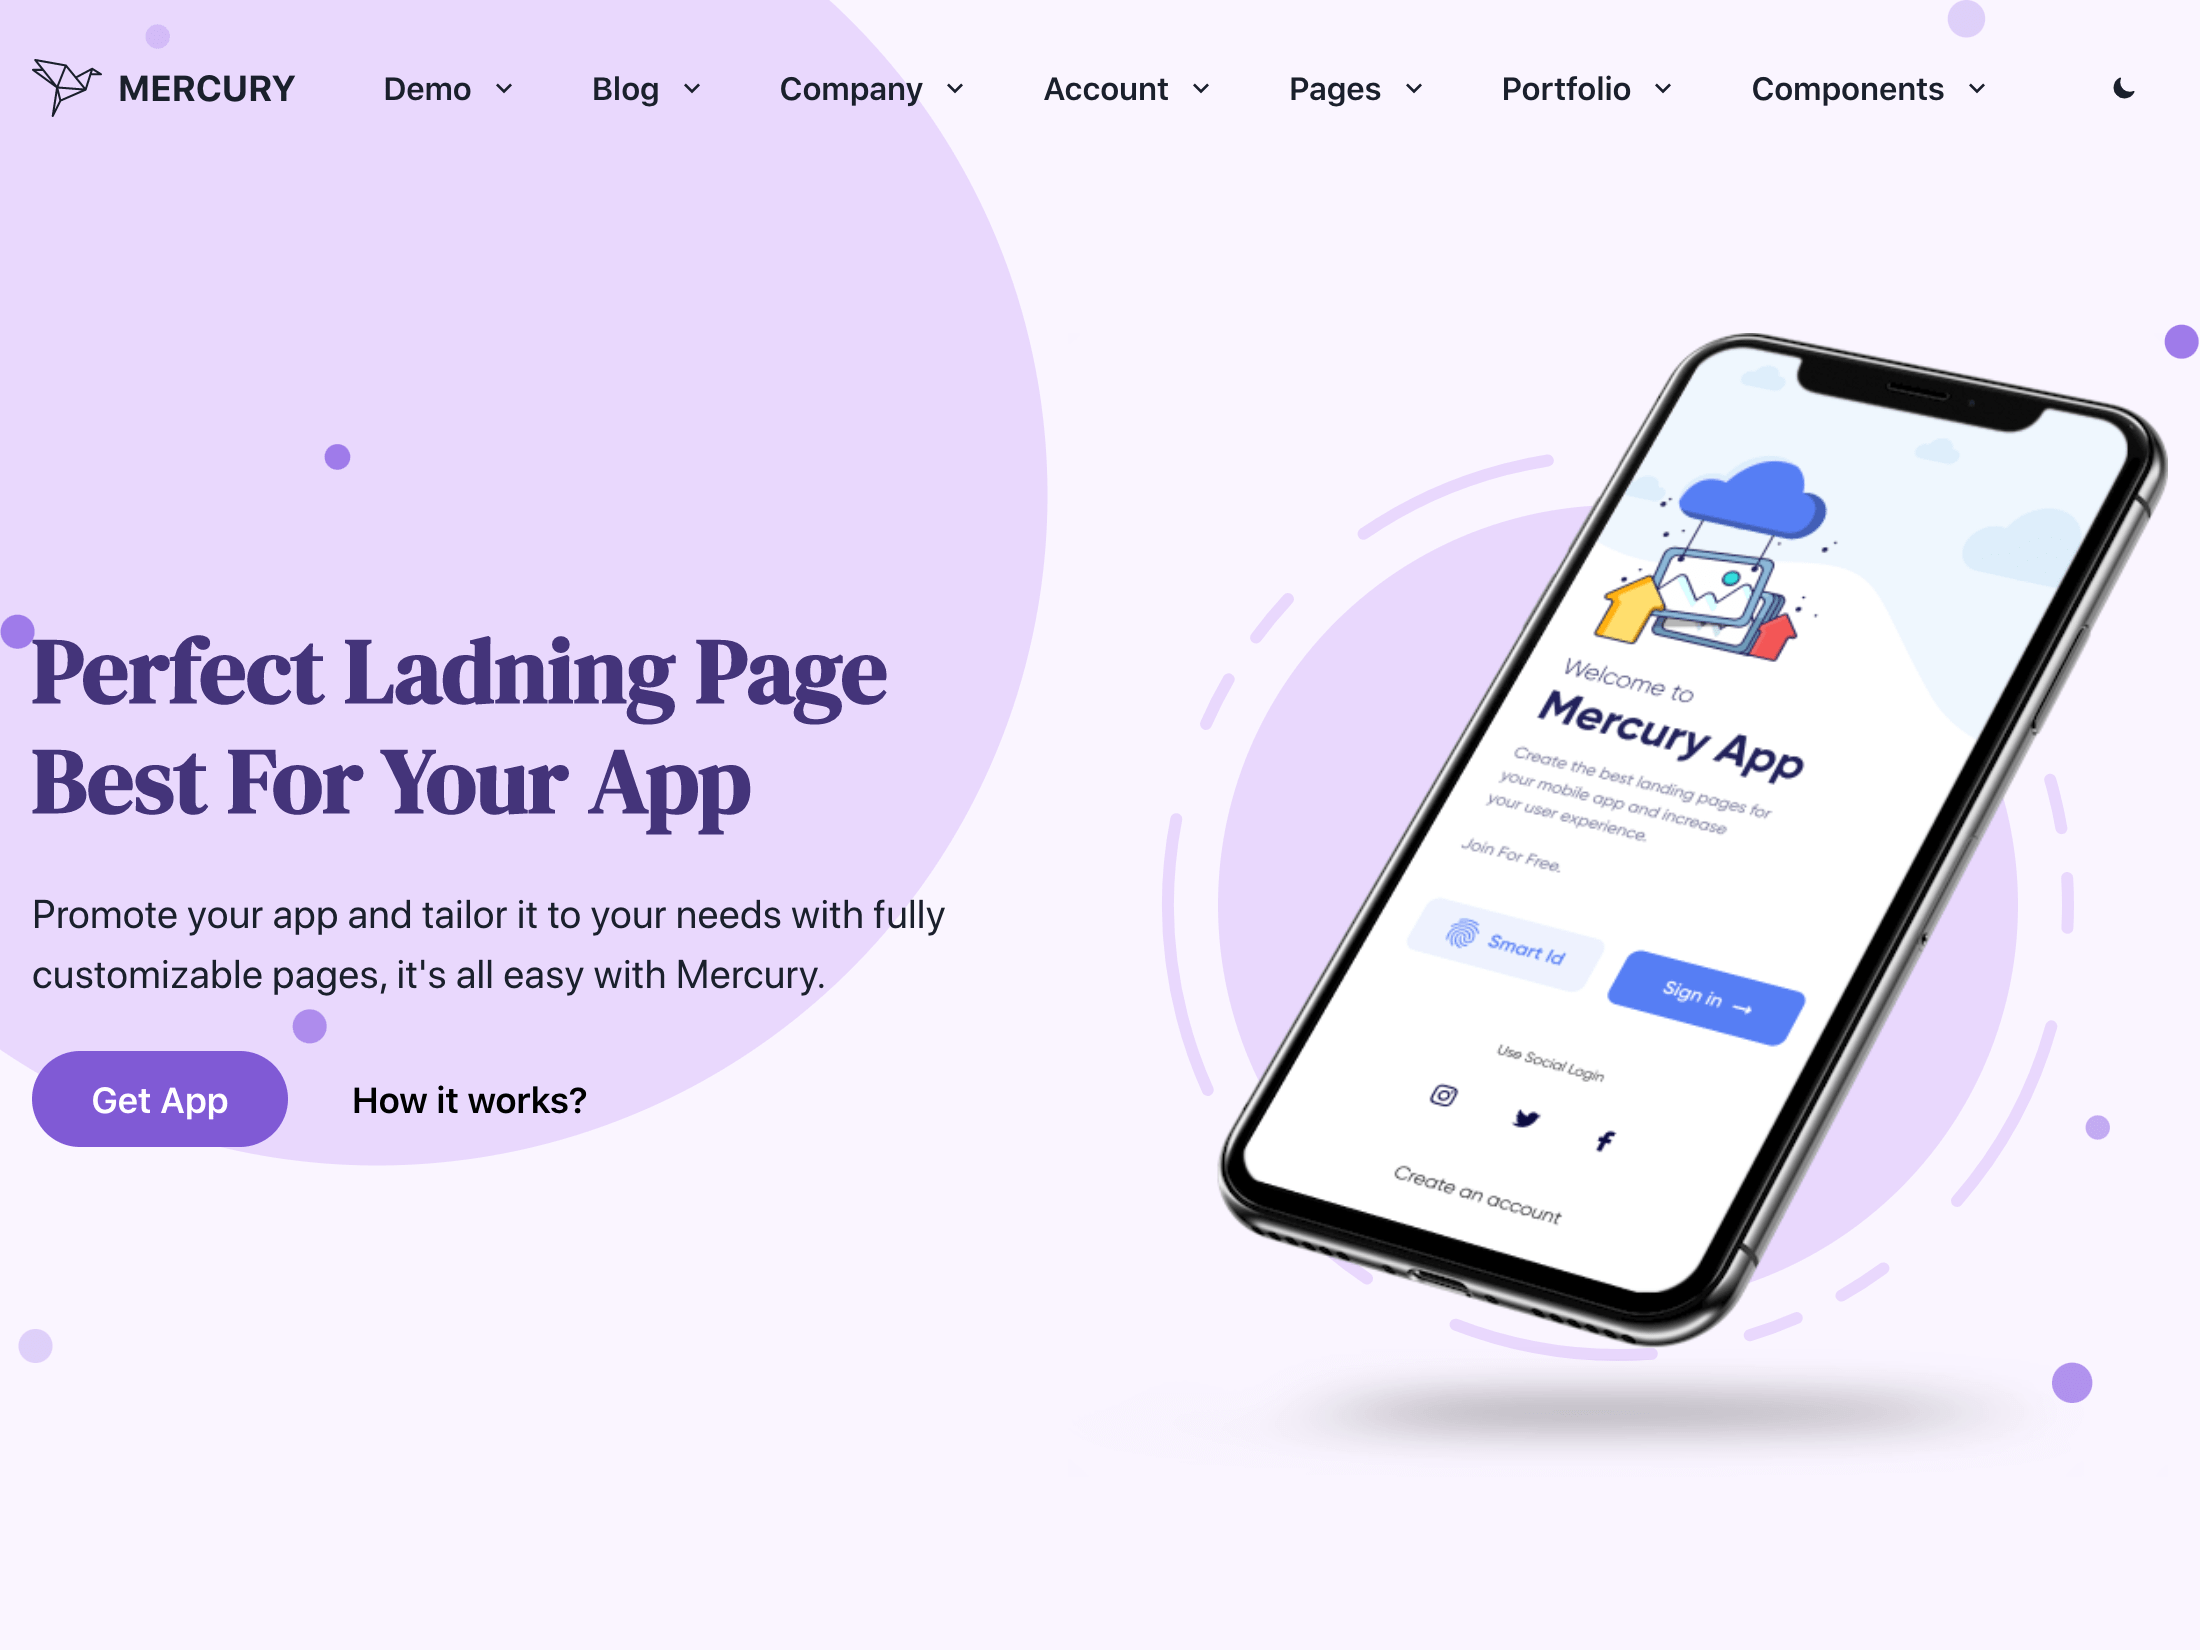 MERCURY
Demo
Blog
Company
Account
Pages
Portfolio
Components
Perfect Ladning Page
Best For Your App
Promote your app and tailor it to your needs with fully
customizable pages, it's all easy with Mercury.
Get App
How it works?
Welcome to
Mercury App
Create the best landing pages for
your mobile app and increase
your user experience.
Join For Free.
Smart Id
Sign in →
Use Social Login
Create an account